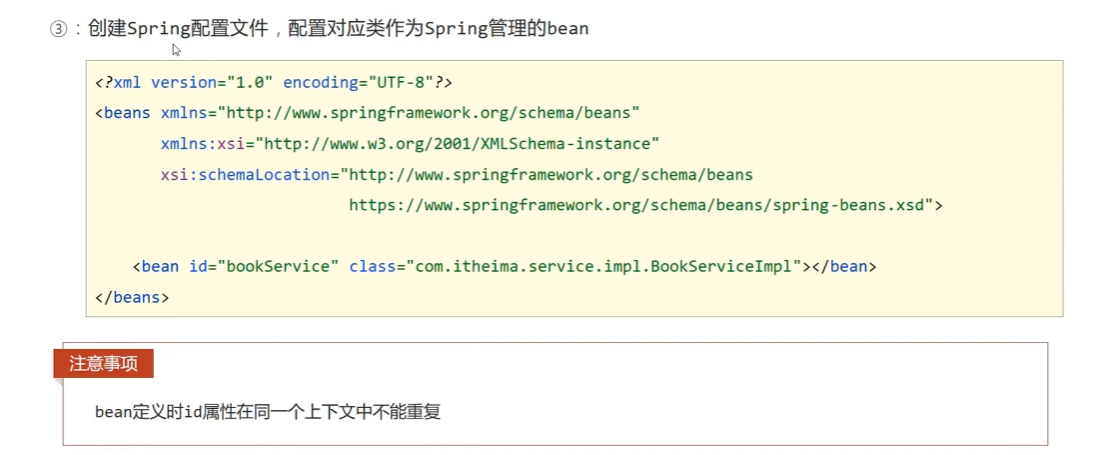 ③：创建Spring配置文件，配置对应类作为Spring管理的bean
<?xml version="1.0" encoding="UTF-8"?>
<beans xmlns="http://www.springframework.org/schema/beans"
xmlns:xsi="http://www.w3.org/2001/XMLSchema-instance"
xsi:schemaLocation="http://www.springframework.org/schema/beans
https://www.springframework.org/schema/beans/spring-beans.xsd">
<bean id="bookService" class="com.itheima.service.impl.BookServiceImpl"></bean>
</beans>
注意事项
bean定义时id属性在同一个上下文中不能重复